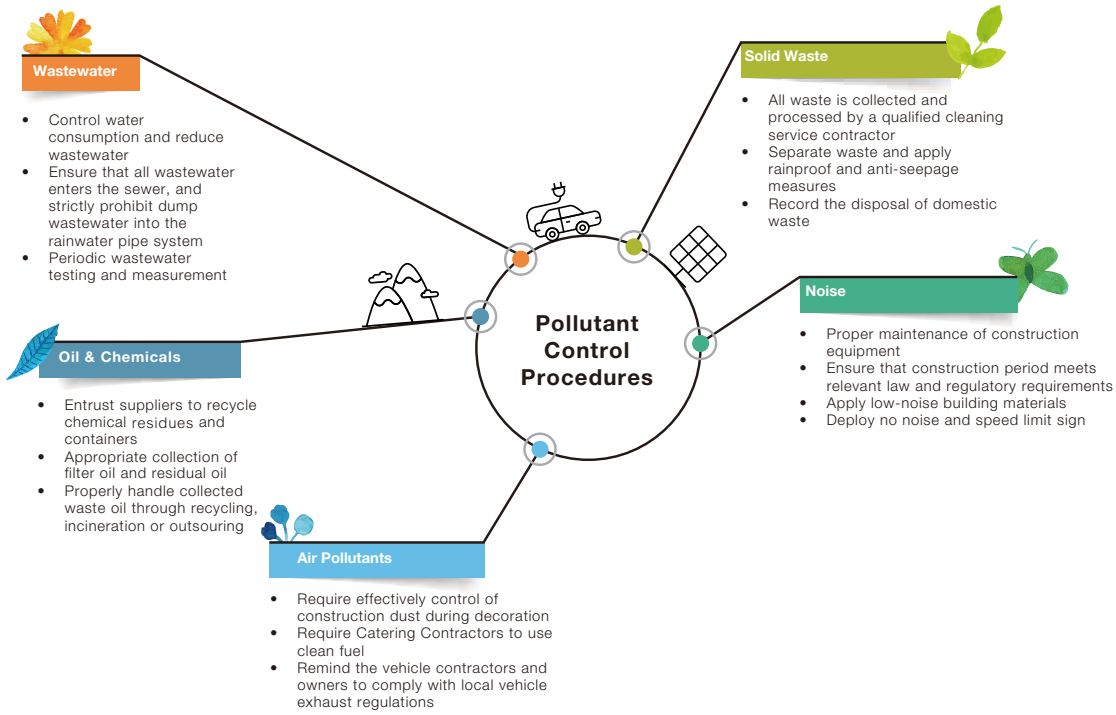 Wastewater
• Control water
consumption and reduce
wastewater
• Ensure that all wastewater
enters the sewer, and
strictly prohibit dump
wastewater into the
rainwater pipe system
• Periodic wastewater
testing and measurement
Oil & Chemicals
• Entrust suppliers to recycle
chemical residues and
containers
• Appropriate collection of
filter oil and residual oil
• Properly handle collected
waste oil through recycling,
incineration or outsouring
Air Pollutants
• Require effectively control of
construction dust during decoration
• Require Catering Contractors to use
clean fuel
• Remind the vehicle contractors and
owners to comply with local vehicle
exhaust regulations
Pollutant
Control
Procedures
Solid Waste
• All waste is collected and
processed by a qualified cleaning
service contractor
• Separate waste and apply
rainproof and anti-seepage
measures
• Record the disposal of domestic
waste
Noise
• Proper maintenance of construction
equipment
• Ensure that construction period meets
relevant law and regulatory requirements
• Apply low-noise building materials
• Deploy no noise and speed limit sign